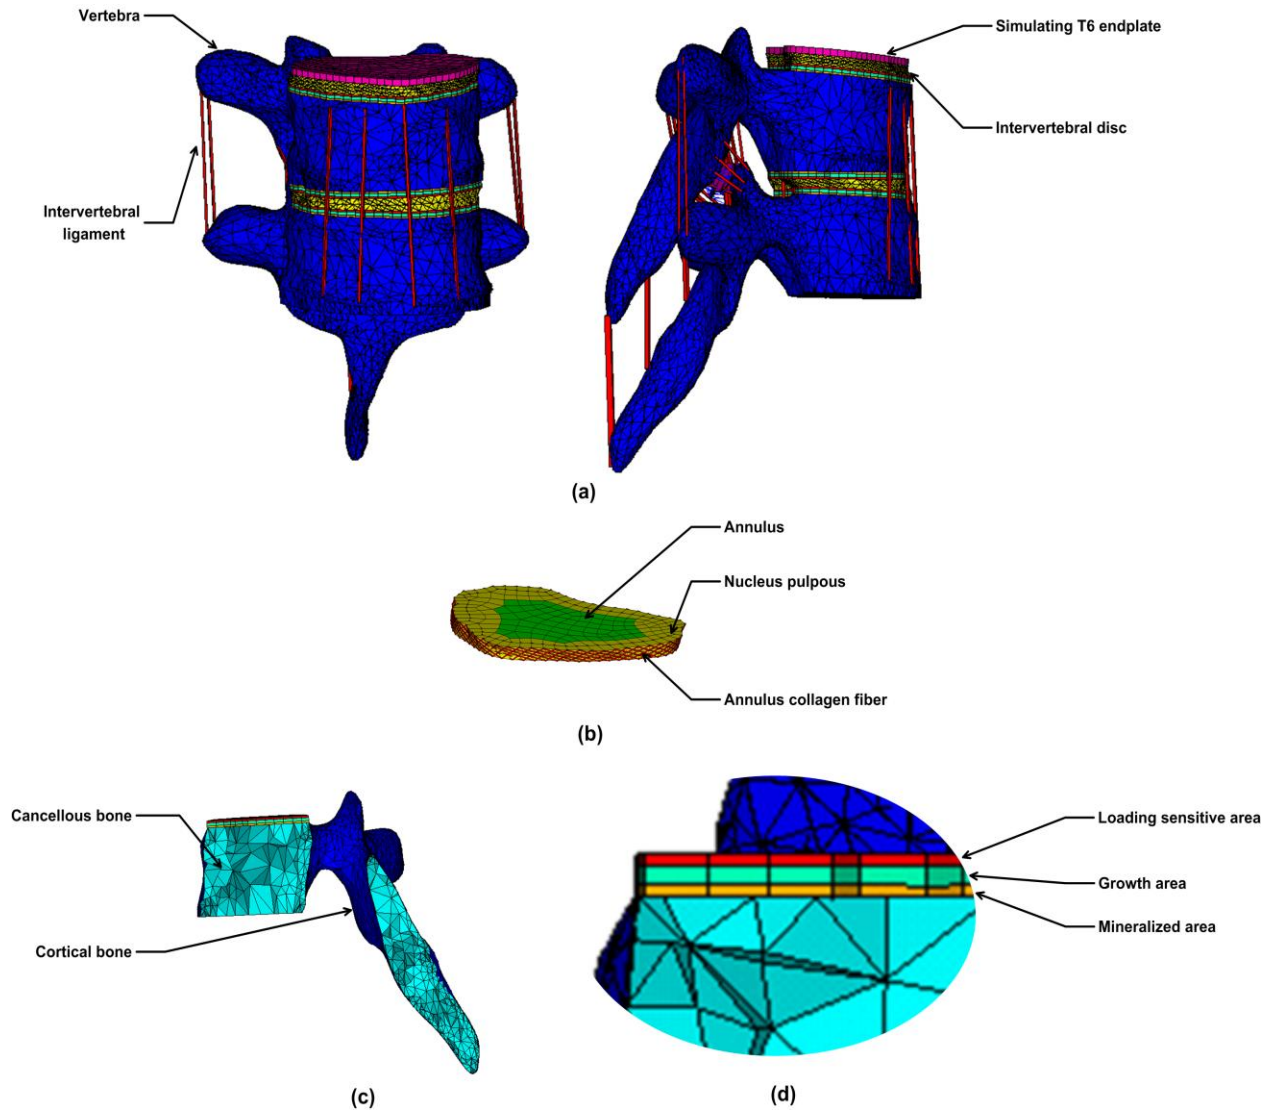 Vertebra
Simulating T6 endplate
Intervertebral disc
Intervertebral
ligament
(a)
Annulus
Nucleus pulpous
Annulus collagen fiber
(b)
Cancellous bone
Cortical bone
Loading sensitive area
Growth area
Mineralized area
(c)
(d)